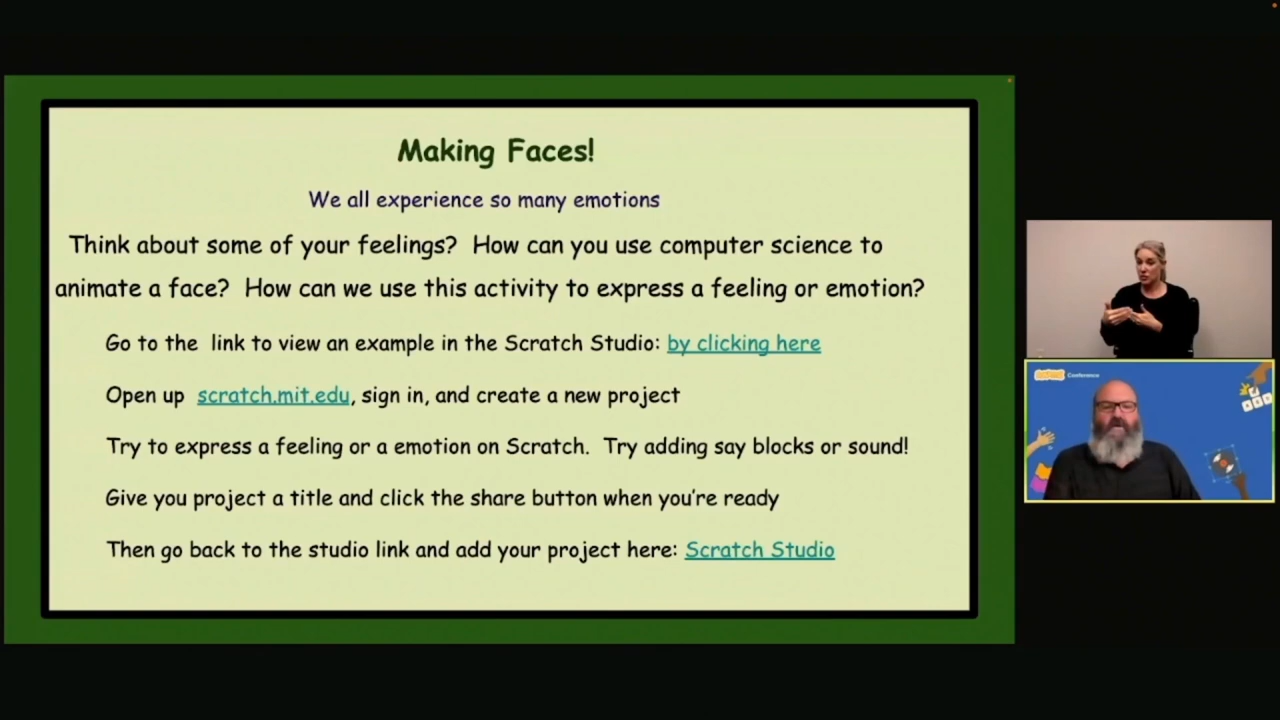 Making Faces!
We all experience so many emotions
Think about some of your feelings? How can you use computer science to
animate a face? How can we use this activity to express a feeling or emotion?
Go to the link to view an example in the Scratch Studio: by clicking here
Open up scratch.mit.edu, sign in, and create a new project
Try to express a feeling or a emotion on Scratch. Try adding say blocks or sound!
Give you project a title and click the share button when you're ready
Then go back to the studio link and add your project here: Scratch Studio
Conference